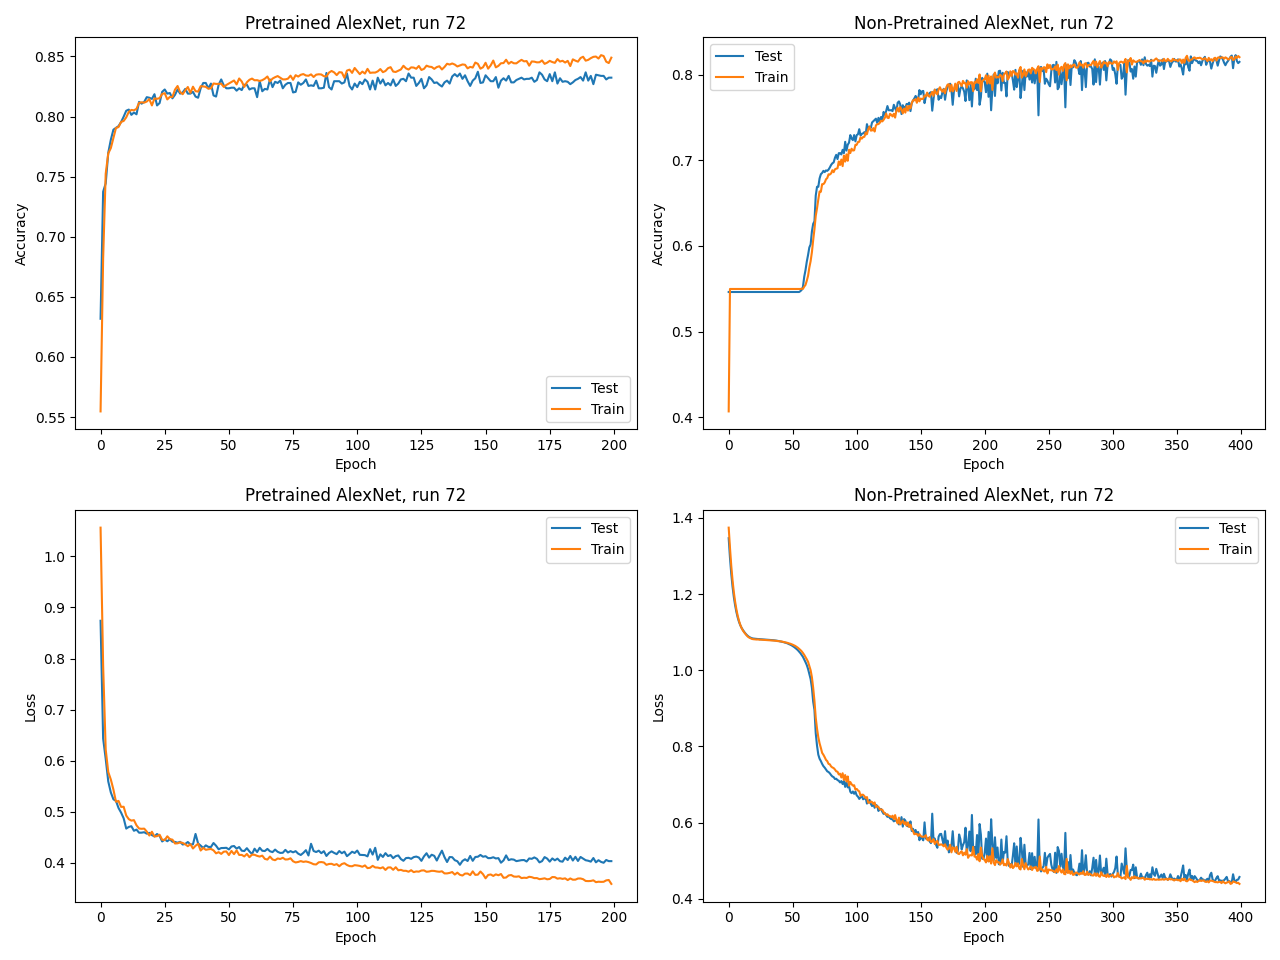 Pretrained AlexNet, run 72
0.85
0.80
0.75
0.70
0.65
0.60
0.55
Accuracy
Test
Train
0 25 50 75 100 125 150 175 200
Epoch
Non-Pretrained AlexNet, run 72
Test
Train
0.8
0.7
0.6
0.5
0.4
Accuracy
0 50 100 150 200 250 300 350 400
Epoch
Pretrained AlexNet, run 72
Test
Train
1.0
0.9
0.8
0.7
0.6
0.5
0.4
Loss
0 25 50 75 100 125 150 175 200
Epoch
Non-Pretrained AlexNet, run 72
1.4
Test
Train
1.2
1.0
0.8
0.6
0.4
Loss
0 50 100 150 200 250 300 350 400
Epoch